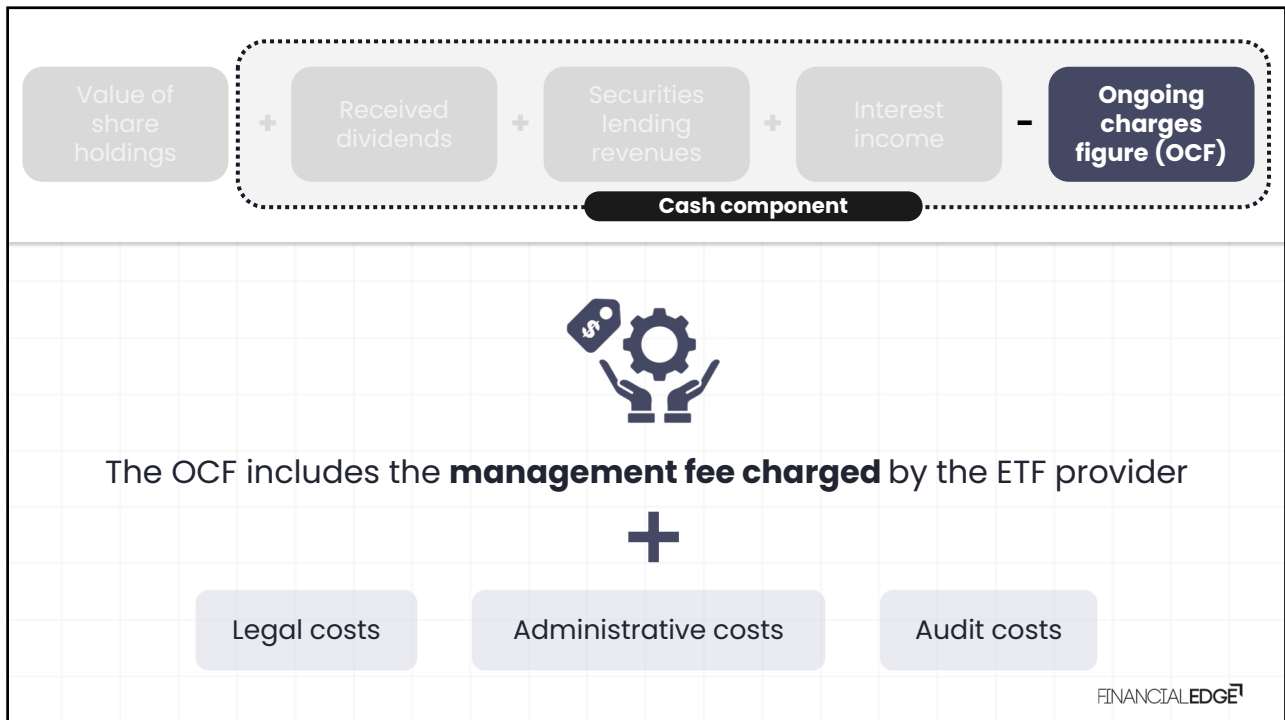 Value of
share
holdings
+
Received
dividends
+
Securities
lending
revenues
+
Interest
income
-
Ongoing
charges
figure (OCF)
Cash component
$
The OCF includes the management fee charged by the ETF provider
+
Legal costs
Administrative costs
Audit costs
FINANCIALEDGE